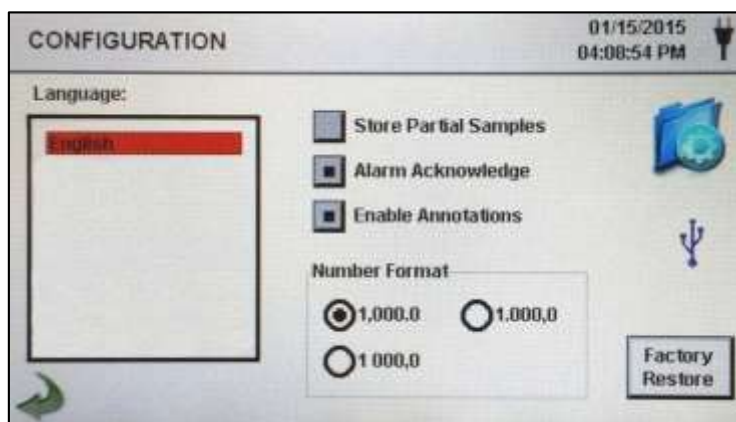 CONFIGURATION
01/15/2015
04:08:54 PM
Language:
English
Store Partial Samples
Alarm Acknowledge
Enable Annotations
Number Format
1,000.0
1.000,0
1 000,0
Factory
Restore